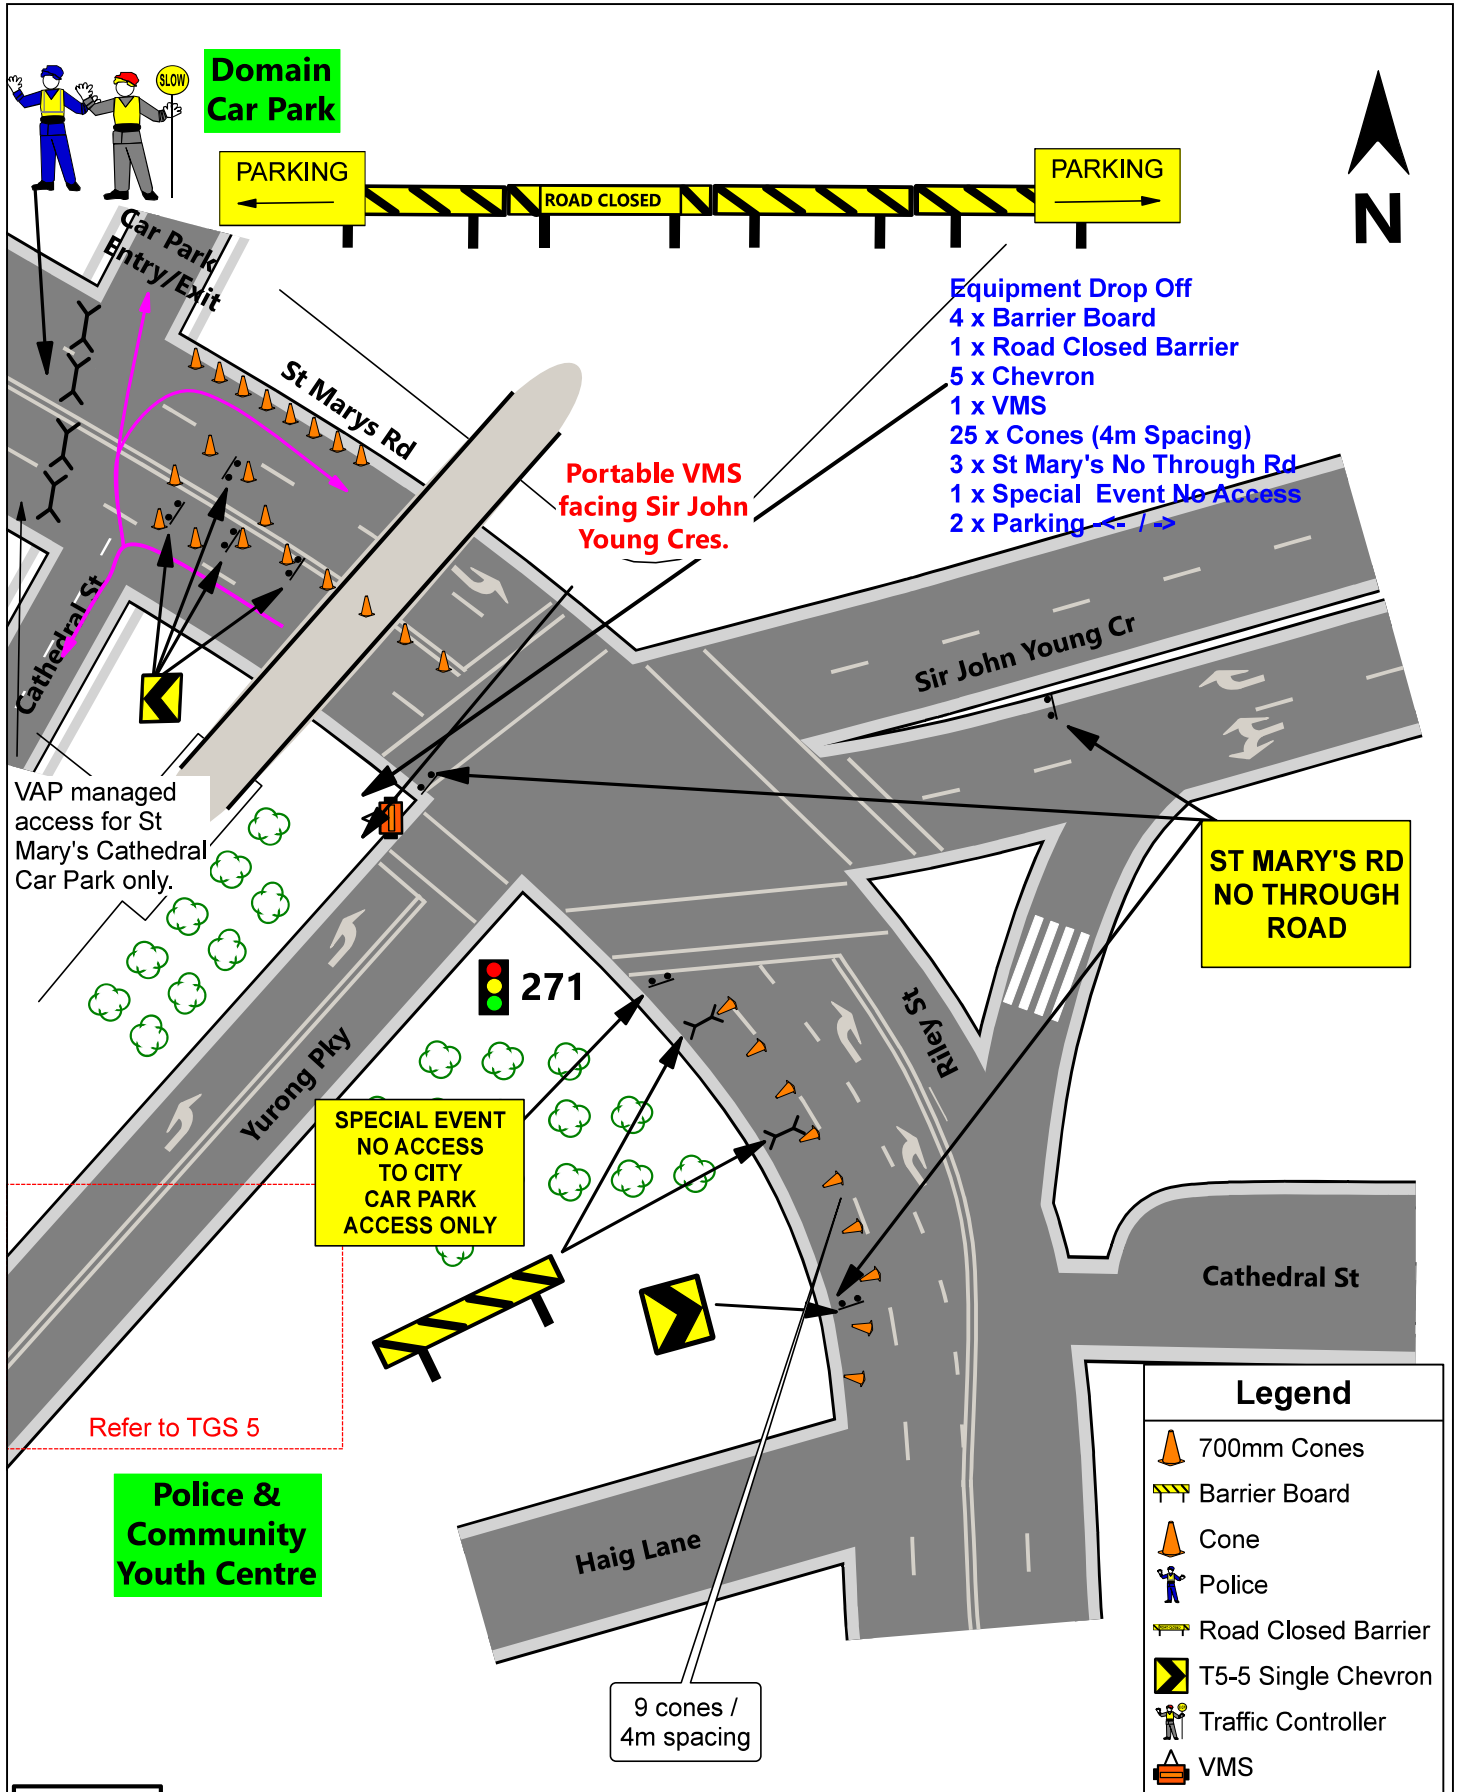 SLOW
Domain
Car Park
PARKING
ROAD CLOSED
PARKING
N
Car Park
Entry/Exit
Equipment Drop Off
4 x Barrier Board
1 x Road Closed Barrier
5 x Chevron
1 x VMS
25 x Cones (4m Spacing)
3 x St Mary's No Through Rd
1 x Special Event No Access
2 x Parking -<- / ->
St Marys Rd
Portable VMS
facing Sir John
Young Cres.
Sir John Young Cr
Cathedral St
VAP managed
access for St
Mary's Cathedral
Car Park only.
ST MARY'S RD
NO THROUGH
ROAD
271
Riley St
Yurong Pky
SPECIAL EVENT
NO ACCESS
TO CITY
CAR PARK
ACCESS ONLY
Cathedral St
Refer to TGS 5
Police &
Community
Youth Centre
Haig Lane
9 cones /
4m spacing
Legend
700mm Cones
Barrier Board
Cone
Police
Road Closed Barrier
T5-5 Single Chevron
Traffic Controller
VMS